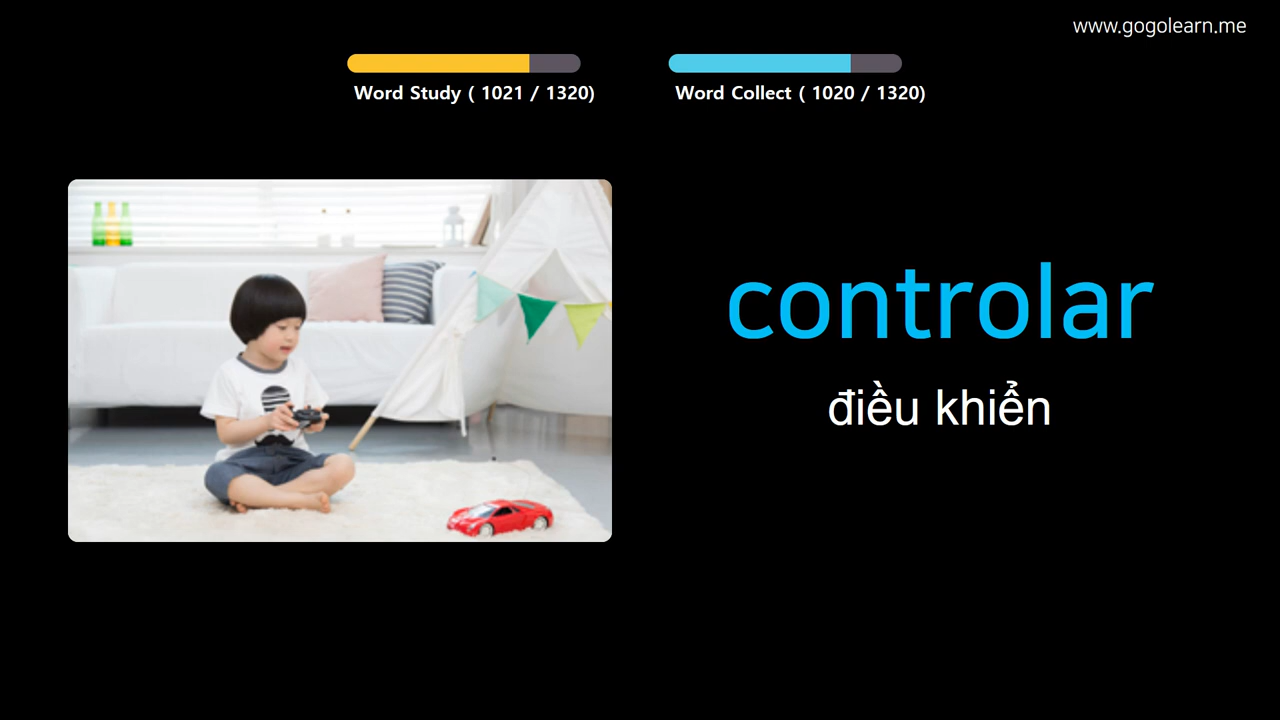 www.gogolearn.me
Word Study ( 1021 / 1320)
Word Collect ( 1020 / 1320)
controlar
điều khiển